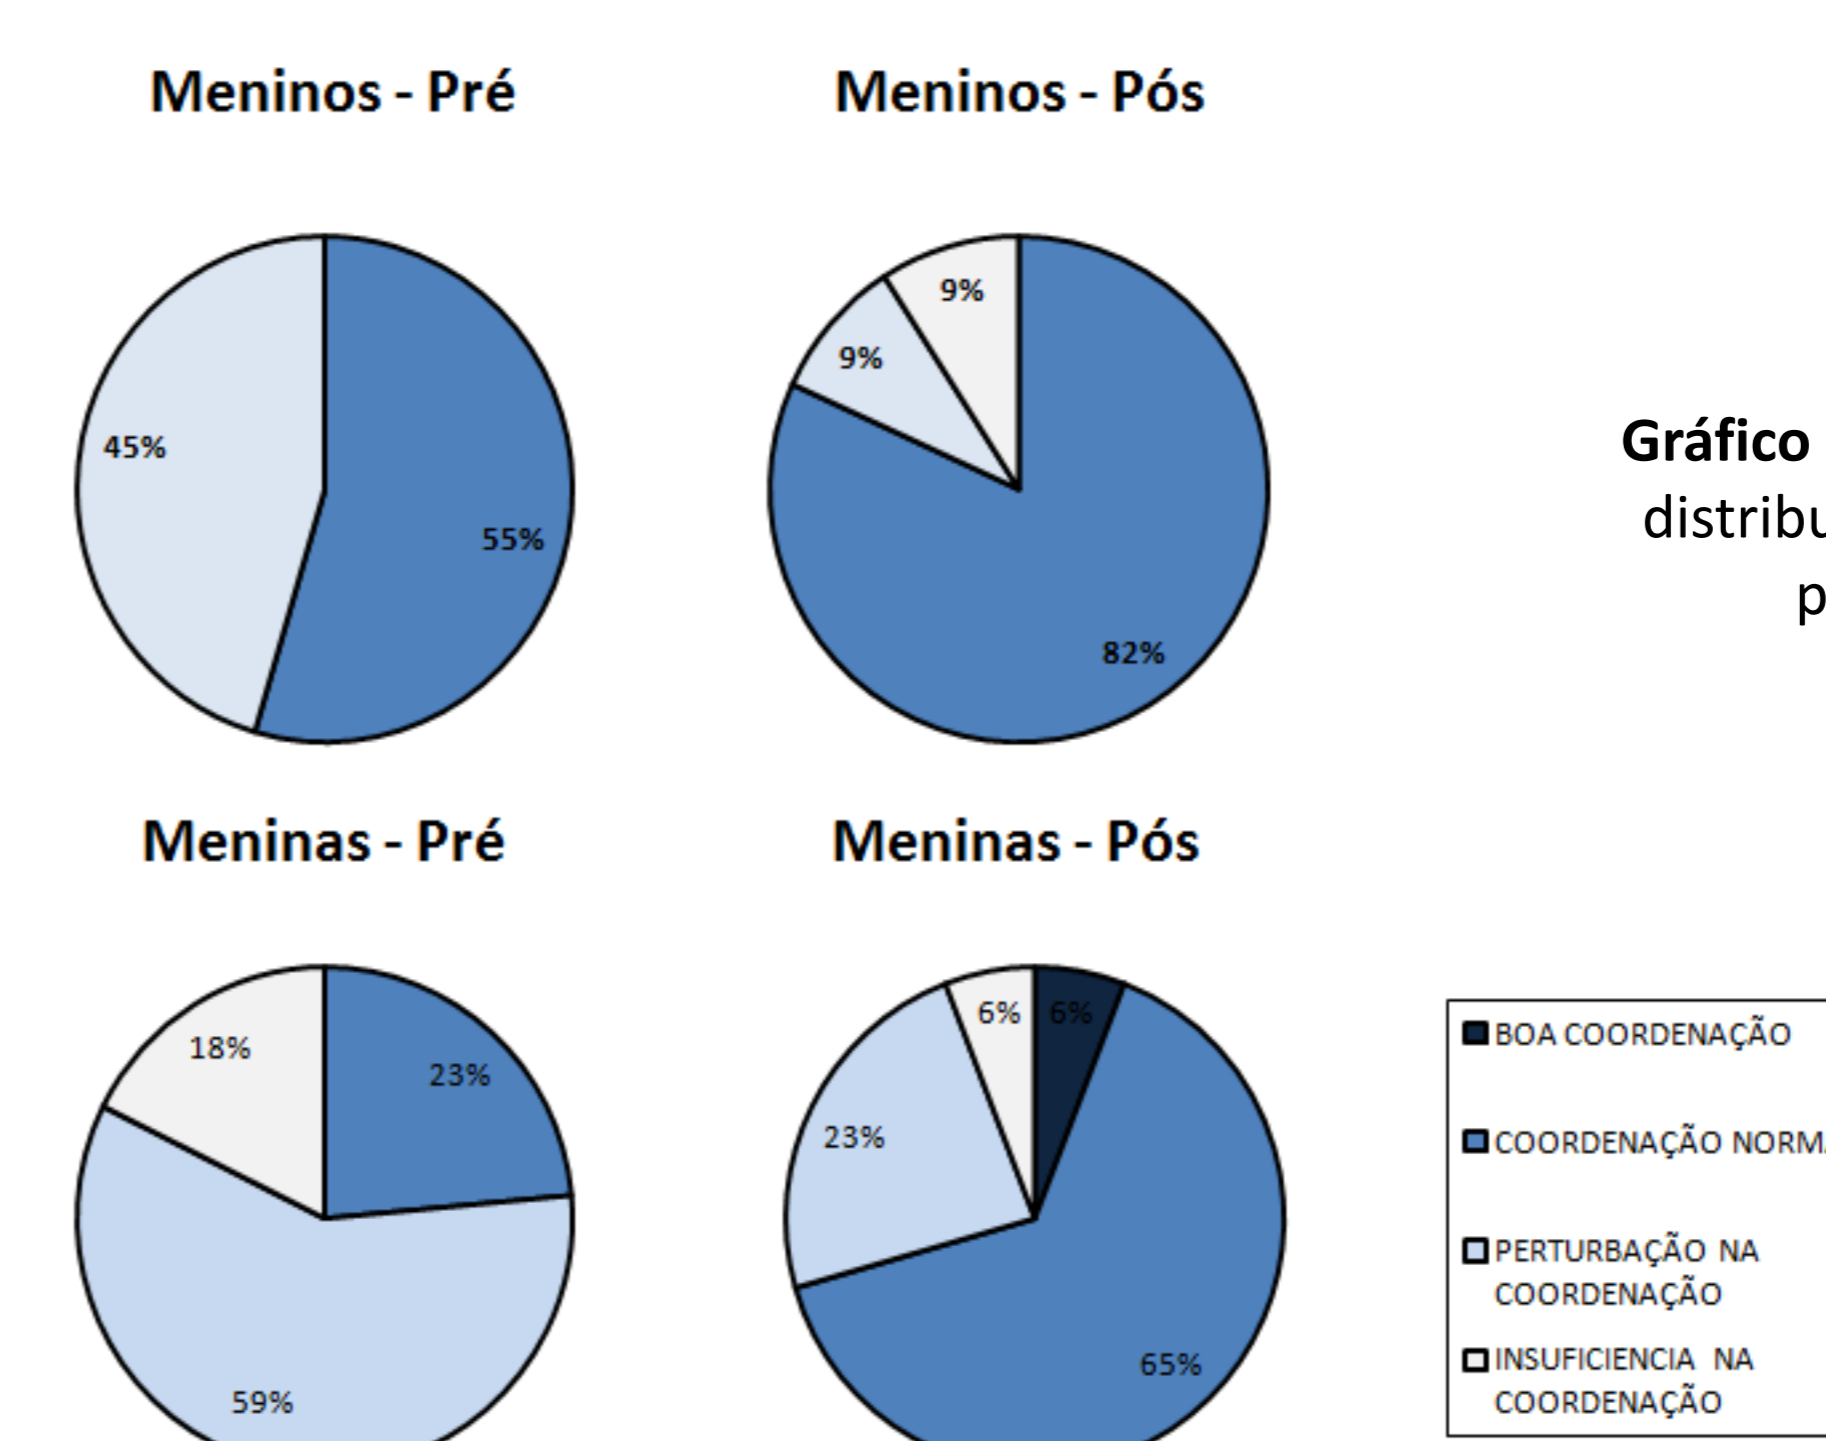 Meninos - Pré
Meninos - Pós
45%
55%
9%
9%
82%
Gráfico
distribu
p
Meninas - Pré
Meninas - Pós
18%
23%
59%
6%
6%
23%
65%
BOA COORDENAÇÃO
COORDENAÇÃO NORMA
PERTURBAÇÃO NA
COORDENAÇÃO
INSUFICIENCIA NA
COORDENAÇÃO